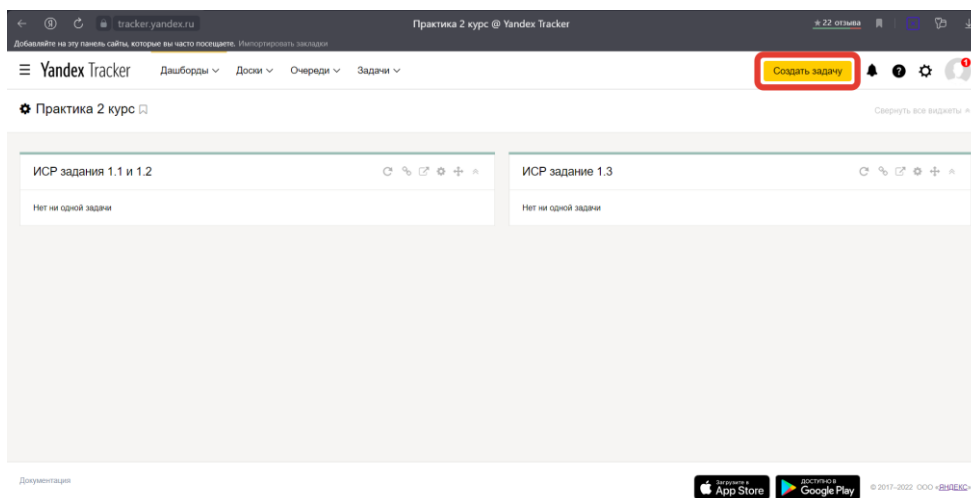 tracker.yandex.ru Практика 2 курс @ Yandex Tracker ★ 22 отзыва
Добавляйте на эту панель сайты, которые вы часто посещаете. Импортировать закладки
Yandex Tracker Дашборды Доски Очереди Задачи Создать задачу 1
Практика 2 курс Свернуть все виджеты
ИСР задания 1.1 и 1.2
Нет ни одной задачи
ИСР задание 1.3
Нет ни одной задачи
Документация
Загрузите в
App Store
ДОСТУПНО В
Google Play
© 2017–2022 ООО «ЯНДЕКС»